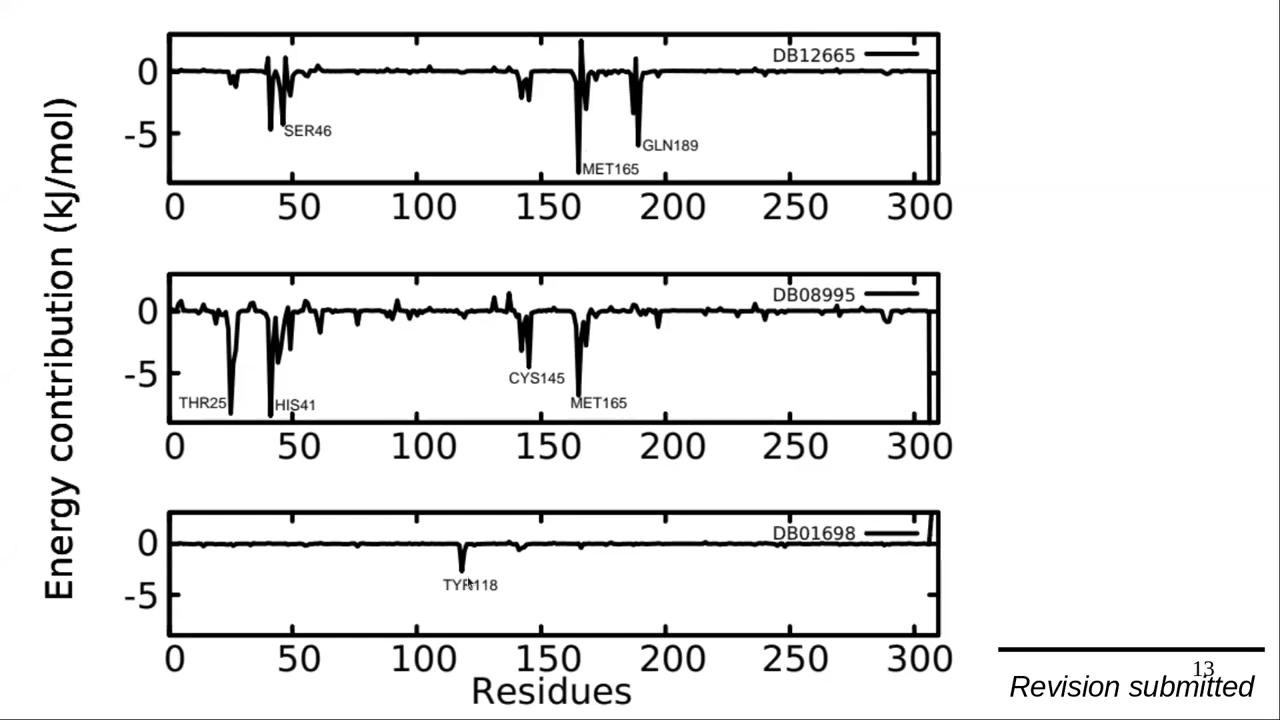 Energy contribution (kJ/mol)
DB12665
0
-5
SER46
GLN189
MET165
0 50 100 150 200 250 300
DB08995
0
-5
CYS145
THR25
HIS41
MET165
0 50 100 150 200 250 300
DB01698
0
-5
TYR118
0 50 100 150 200 250 300
Residues
13
Revision submitted